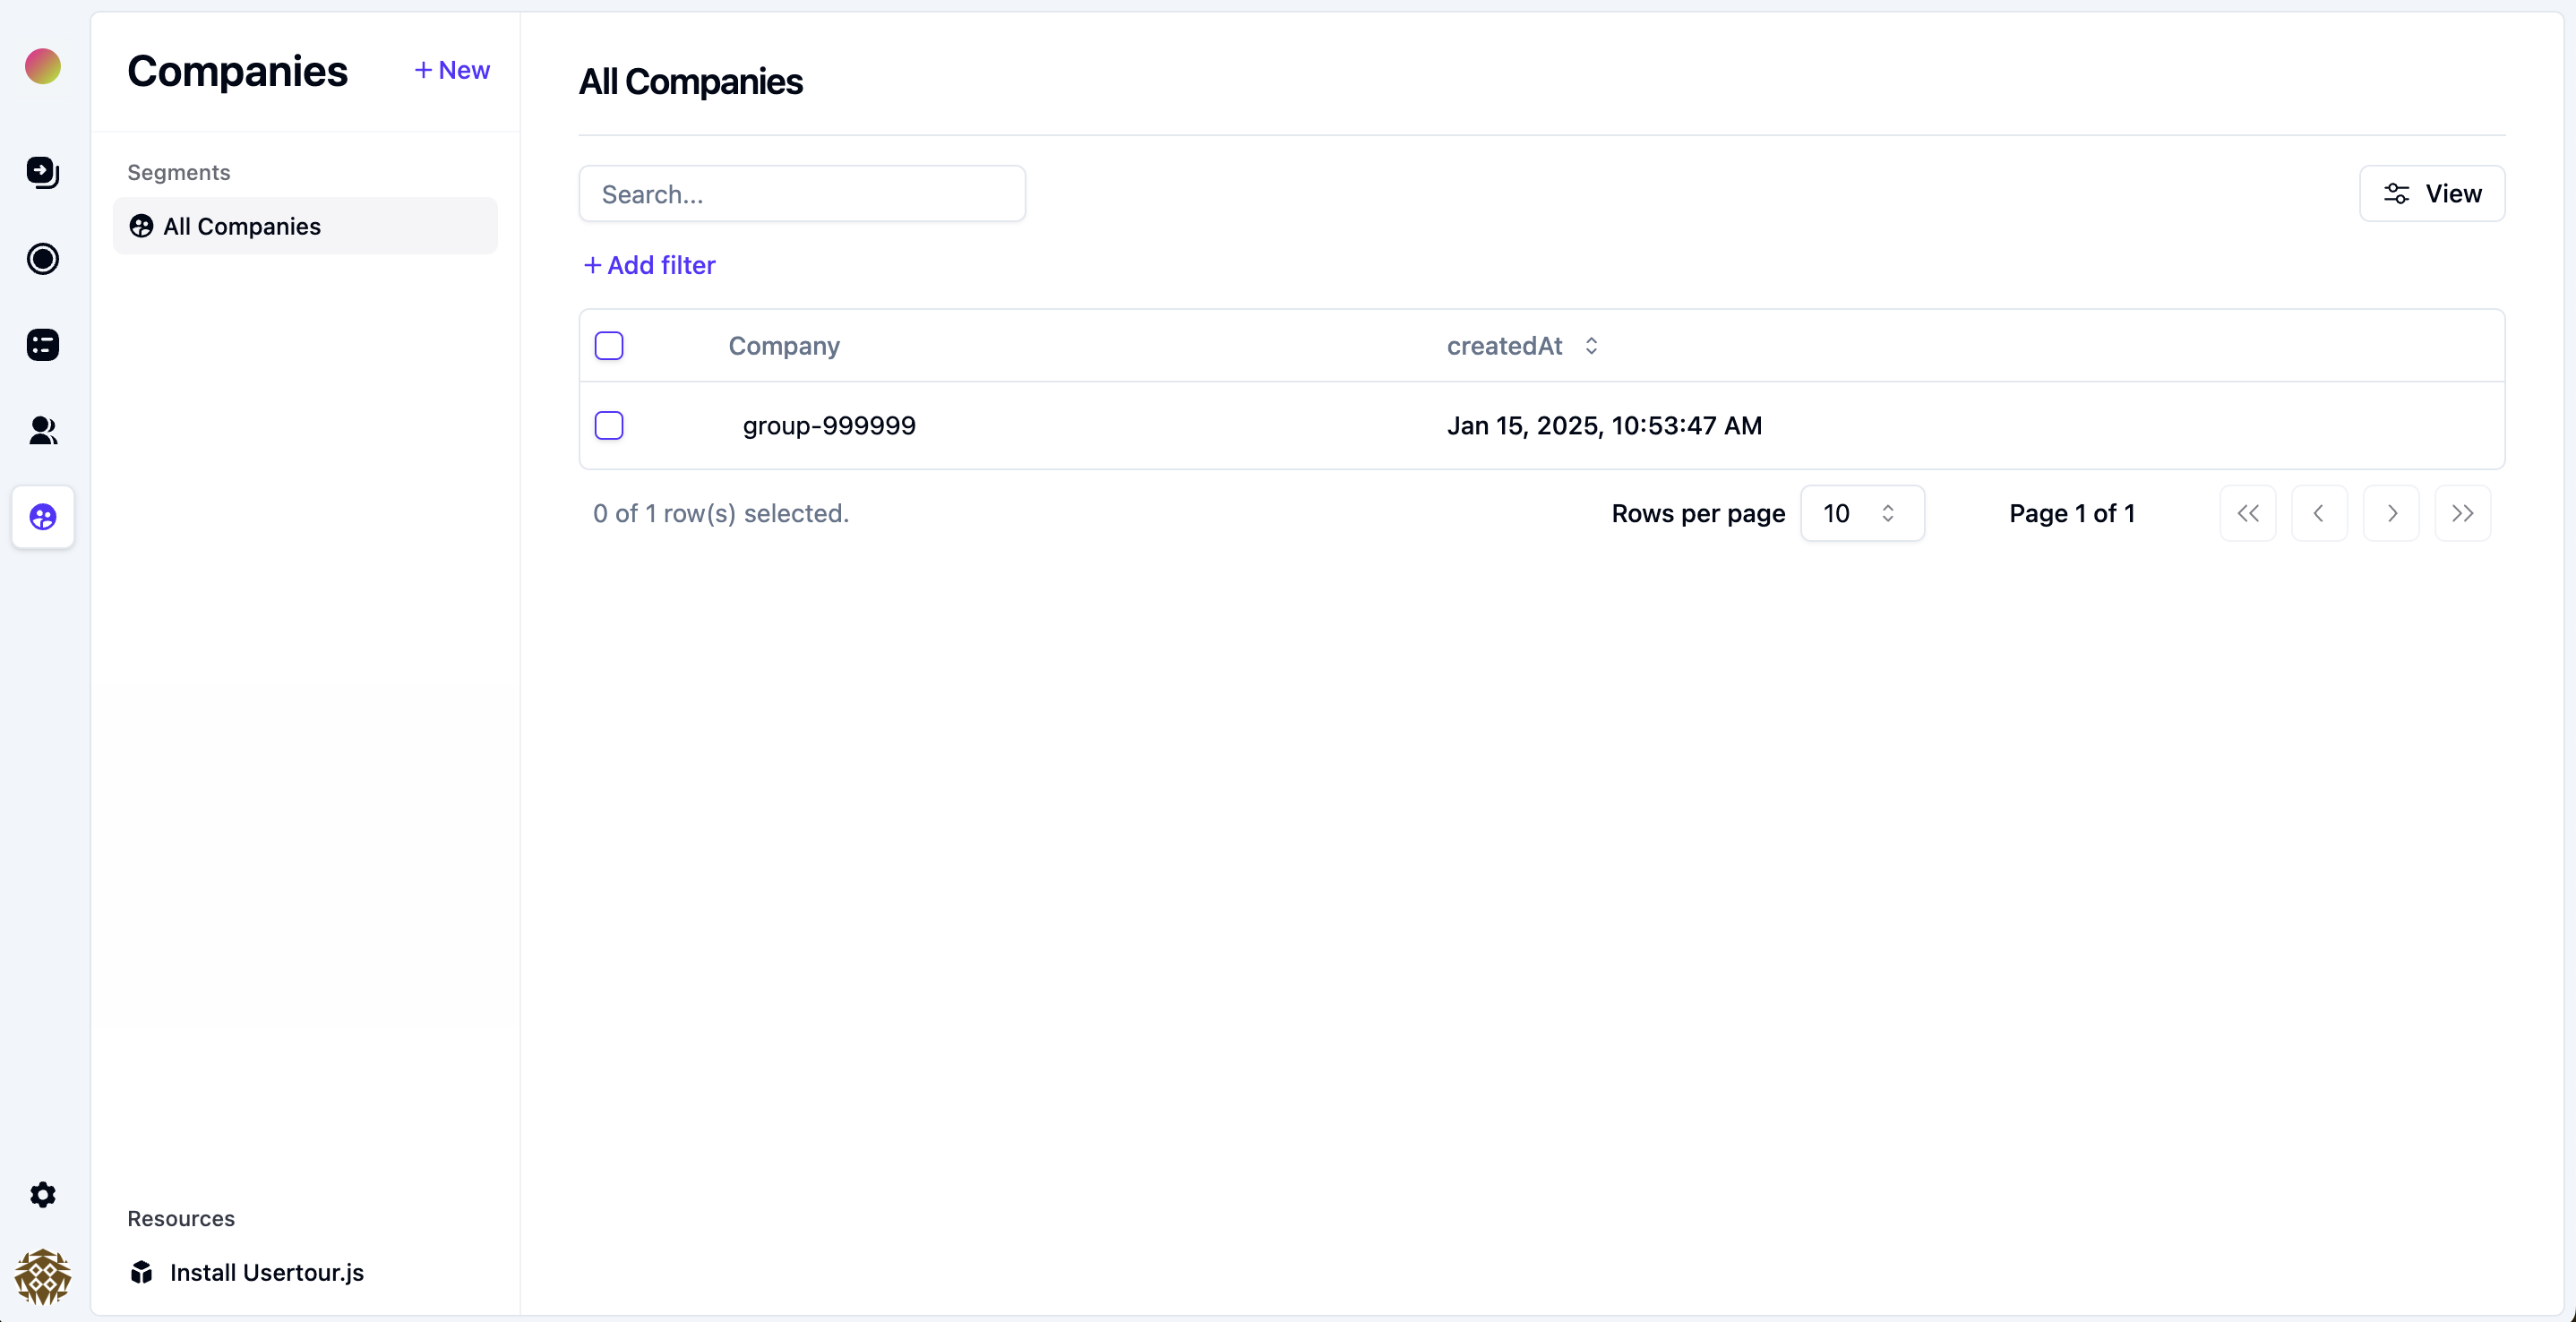 Companies
+ New
Segments
All Companies
Resources
Install Usertour.js
All Companies
Search...
View
+ Add filter
Company createdAt
group-999999 Jan 15, 2025, 10:53:47 AM
0 of 1 row(s) selected. Rows per page 10 Page 1 of 1